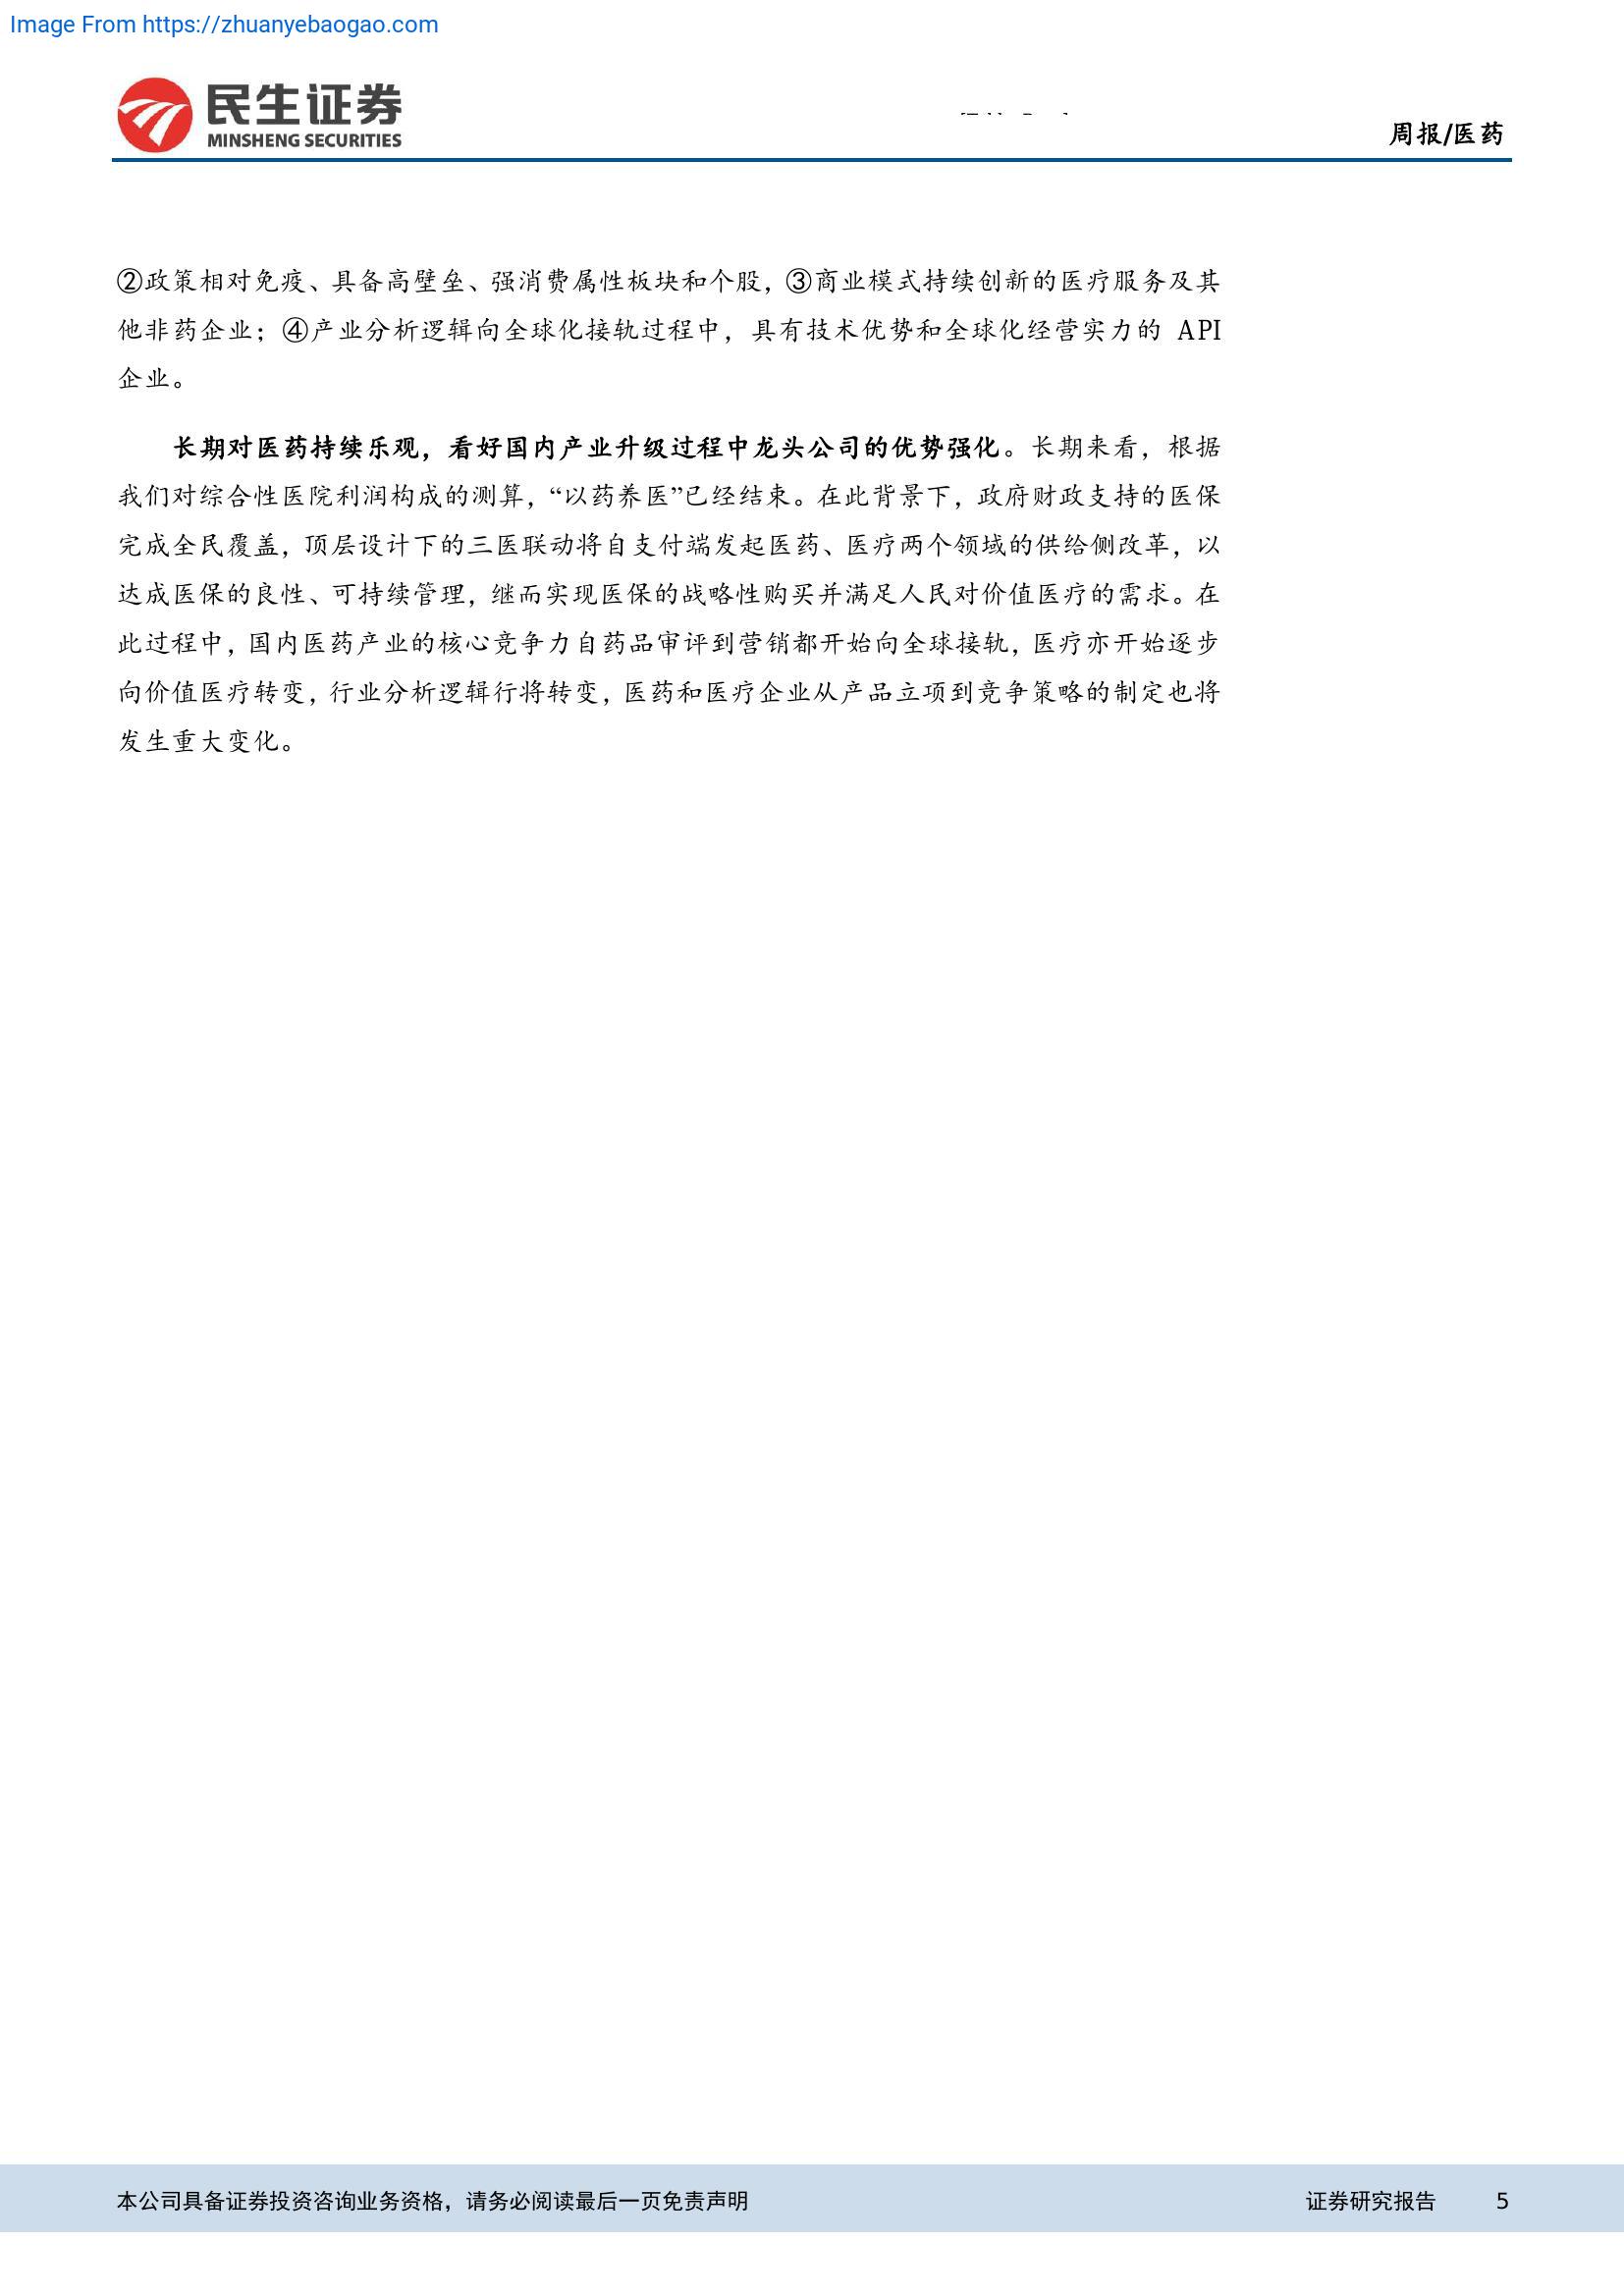 Image From https://zhuanyebaogao.com
民生证券
MINSHENG SECURITIES
周报/医药
②政策相对免疫、具备高壁垒、强消费属性板块和个股，③商业模式持续创新的医疗服务及其
他非药企业；④产业分析逻辑向全球化接轨过程中，具有技术优势和全球化经营实力的 API
企业。
长期对医药持续乐观，看好国内产业升级过程中龙头公司的优势强化。长期来看，根据
我们对综合性医院利润构成的测算，“以药养医”已经结束。在此背景下，政府财政支持的医保
完成全民覆盖，顶层设计下的三医联动将自支付端发起医药、医疗两个领域的供给侧改革，以
达成医保的良性、可持续管理，继而实现医保的战略性购买并满足人民对价值医疗的需求。在
此过程中，国内医药产业的核心竞争力自药品审评到营销都开始向全球接轨，医疗亦开始逐步
向价值医疗转变，行业分析逻辑行将转变，医药和医疗企业从产品立项到竞争策略的制定也将
发生重大变化。
本公司具备证券投资咨询业务资格，请务必阅读最后一页免责声明
证券研究报告 5